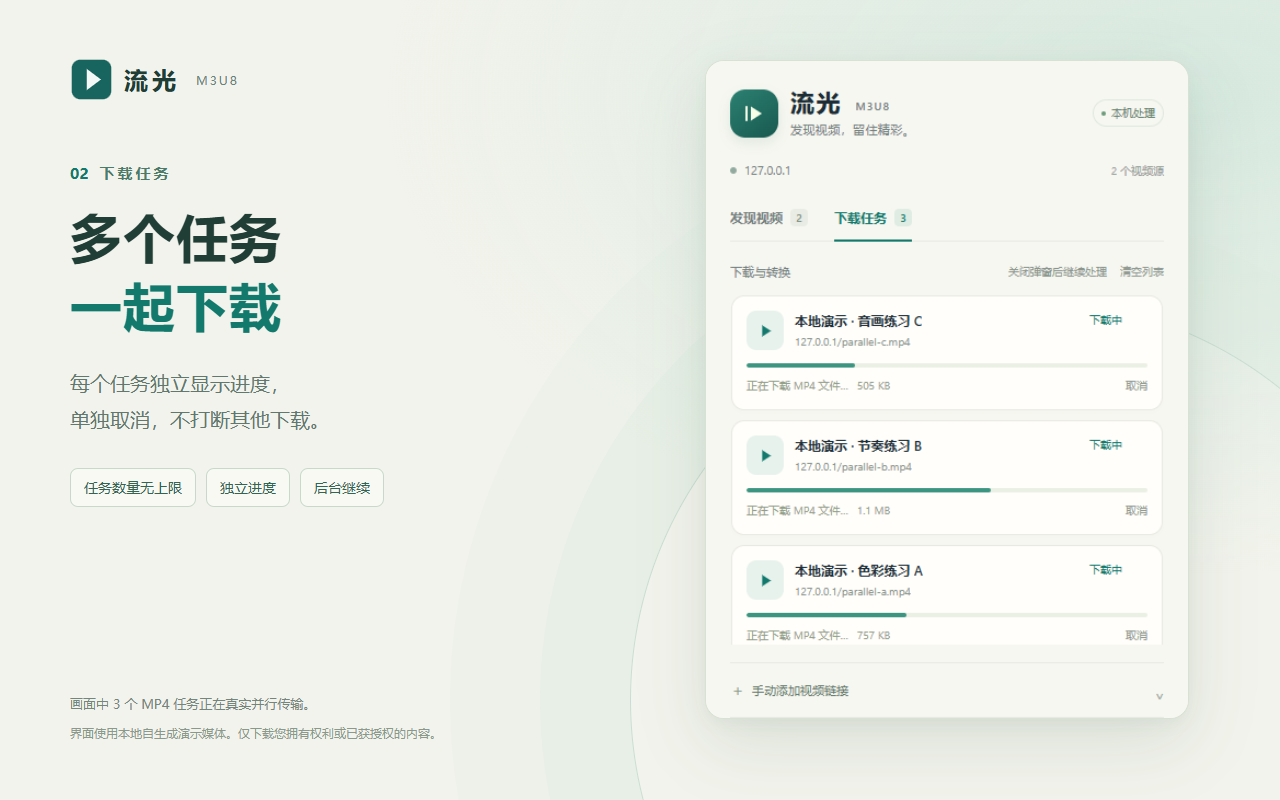 流光 M3U8
02 下载任务
多个任务
一起下载
每个任务独立显示进度，
单独取消，不打断其他下载。
任务数量无上限 独立进度 后台继续
画面中 3 个 MP4 任务正在真实并行传输。
界面使用本地自生成演示媒体。仅下载您拥有权利或已获授权的内容。
流光 M3U8
发现视频，留住精彩。
本机处理
127.0.0.1 2 个视频源
发现视频 2 下载任务 3
下载与转换 关闭弹窗后继续处理 清空列表
本地演示 · 音画练习 C 下载中
127.0.0.1/parallel-c.mp4
正在下载 MP4 文件… 505 KB 取消
本地演示 · 节奏练习 B 下载中
127.0.0.1/parallel-b.mp4
正在下载 MP4 文件… 1.1 MB 取消
本地演示 · 色彩练习 A 下载中
127.0.0.1/parallel-a.mp4
正在下载 MP4 文件… 757 KB 取消
+ 手动添加视频链接